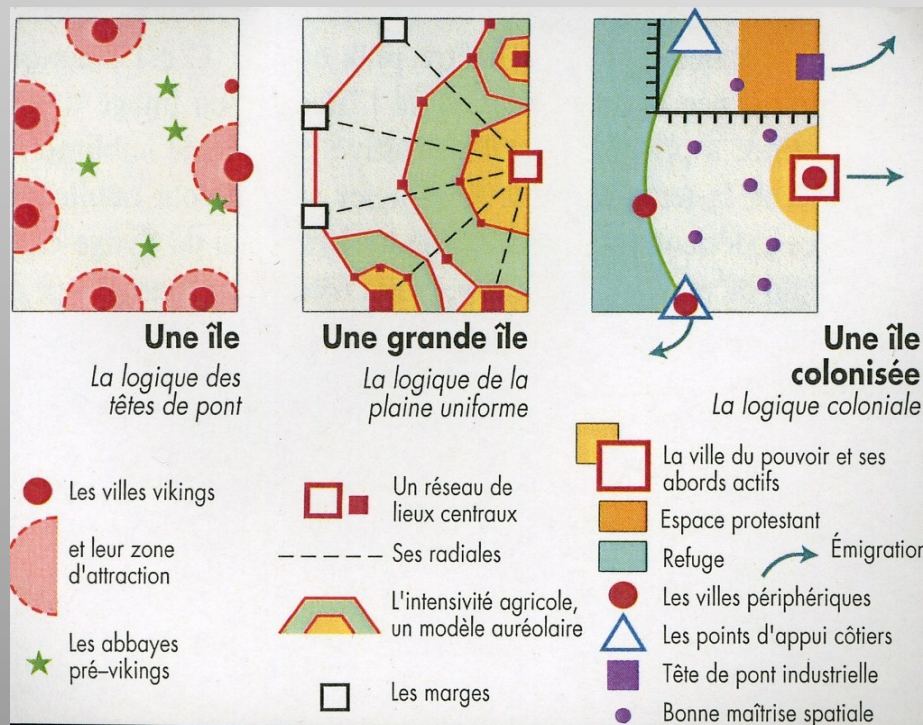 Une île
La logique des
têtes de pont
Les villes vikings
et leur zone
d'attraction
Les abbayes
pré–vikings
Une grande île
La logique de la
plaine uniforme
Un réseau de
lieux centraux
Ses radiales
L'intensivité agricole,
un modèle auréolaire
Les marges
Une île
colonisée
La logique coloniale
La ville du pouvoir et ses
abords actifs
Espace protestant
Refuge
Émigration
Les villes périphériques
Les points d'appui côtiers
Tête de pont industrielle
Bonne maîtrise spatiale